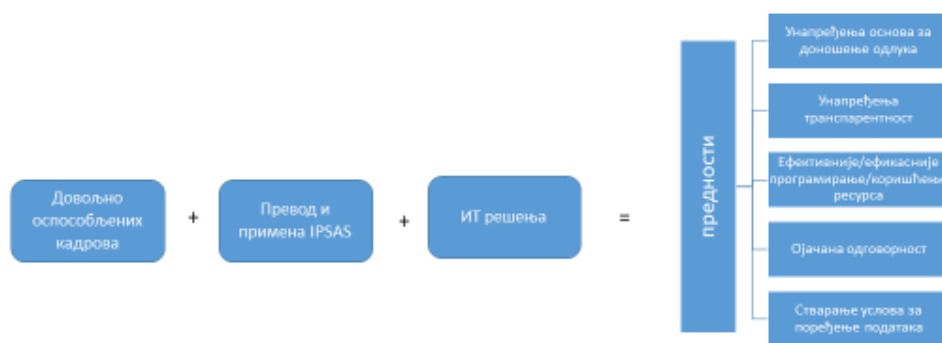 Довољно
оспособљених
кадрова
+
Превод и
примена IPSAS
+
ИТ решења
=
предности
Унапређења основа за
доношење одлука
Унапређења
транспарентност
Ефективније/ефикасније
програмирање/коришћење
ресурса
Ојачана одговорност
Стварање услова за
поређење података